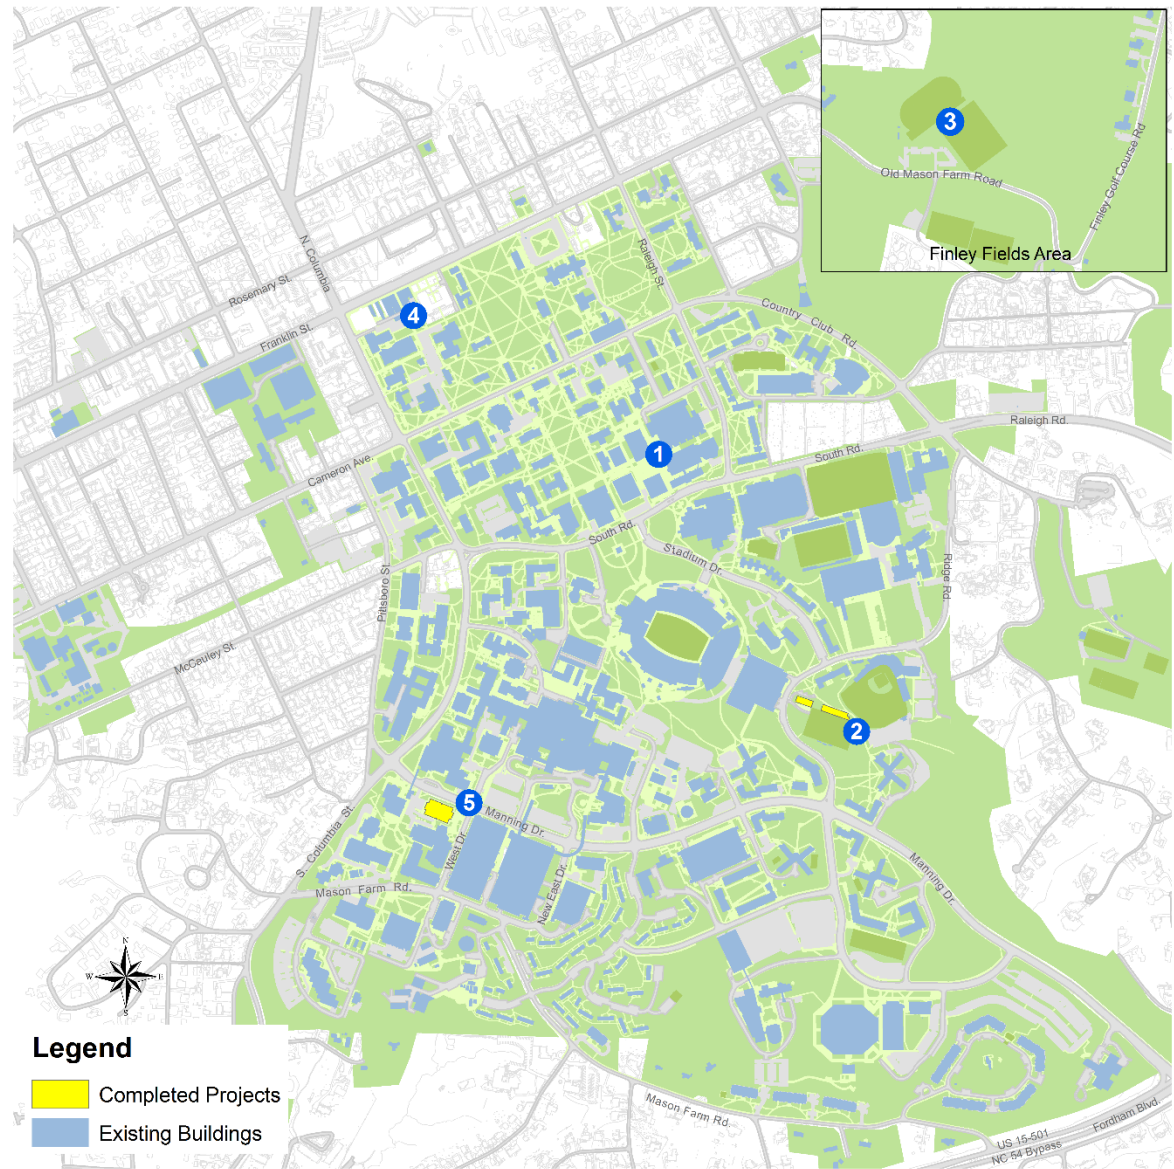 3
Old Mason Farm Road
Finley Golf Course Rd
Finley Fields Area
N. Columbia
Rosemary St.
Franklin St.
Raleigh St.
4
Country Club Rd.
Raleigh Rd.
1
South Rd.
Cameron Ave.
South Rd.
Stadium Dr.
Ridge Rd.
Pittsboro St.
McCauley St.
2
5
Manning Dr.
West Dr.
S. Columbia St.
New East Dr.
Manning Dr.
Mason Farm Rd.
N
W
E
S
Legend
Completed Projects
Existing Buildings
Mason Farm Rd.
US 15-501
NC 54 Bypass
Fordham Blvd.